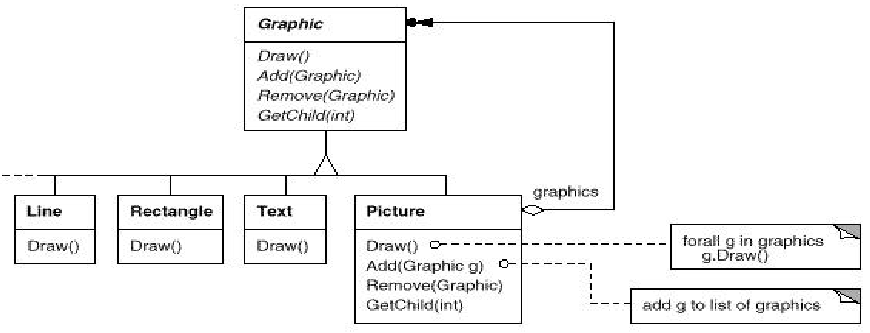 Graphic
Draw()
Add(Graphic)
Remove(Graphic)
GetChild(int)
graphics
Line
Draw()
Rectangle
Draw()
Text
Draw()
Picture
Draw()
Add(Graphic g)
Remove(Graphic)
GetChild(int)
forall g in graphics
g.Draw()
add g to list of graphics